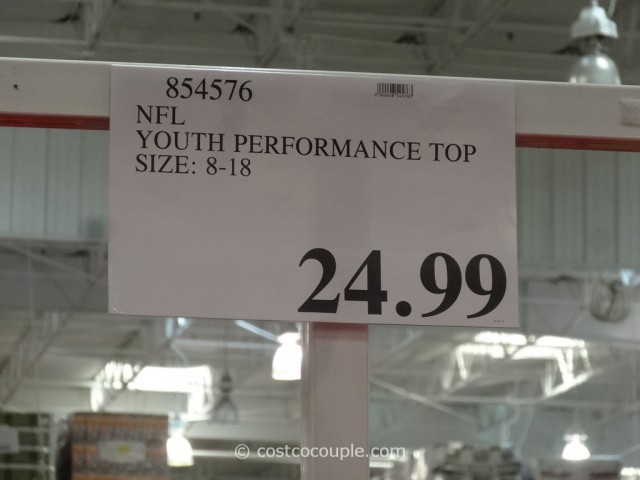 854576
NFL
YOUTH PERFORMANCE TOP
SIZE: 8-18
24.99
© costcocouple.com